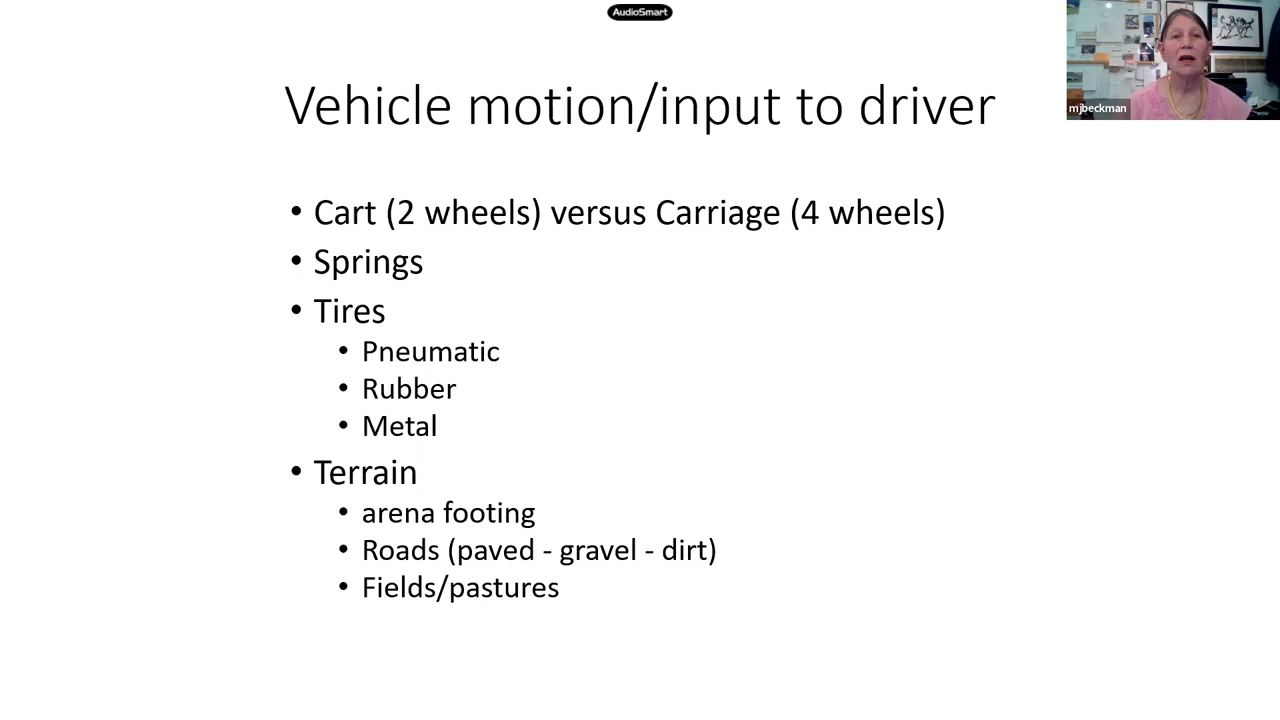 AudioSmart
Vehicle motion/input to driver
mjbeckman
• Cart (2 wheels) versus Carriage (4 wheels)
• Springs
• Tires
• Pneumatic
• Rubber
• Metal
• Terrain
• arena footing
• Roads (paved - gravel - dirt)
• Fields/pastures